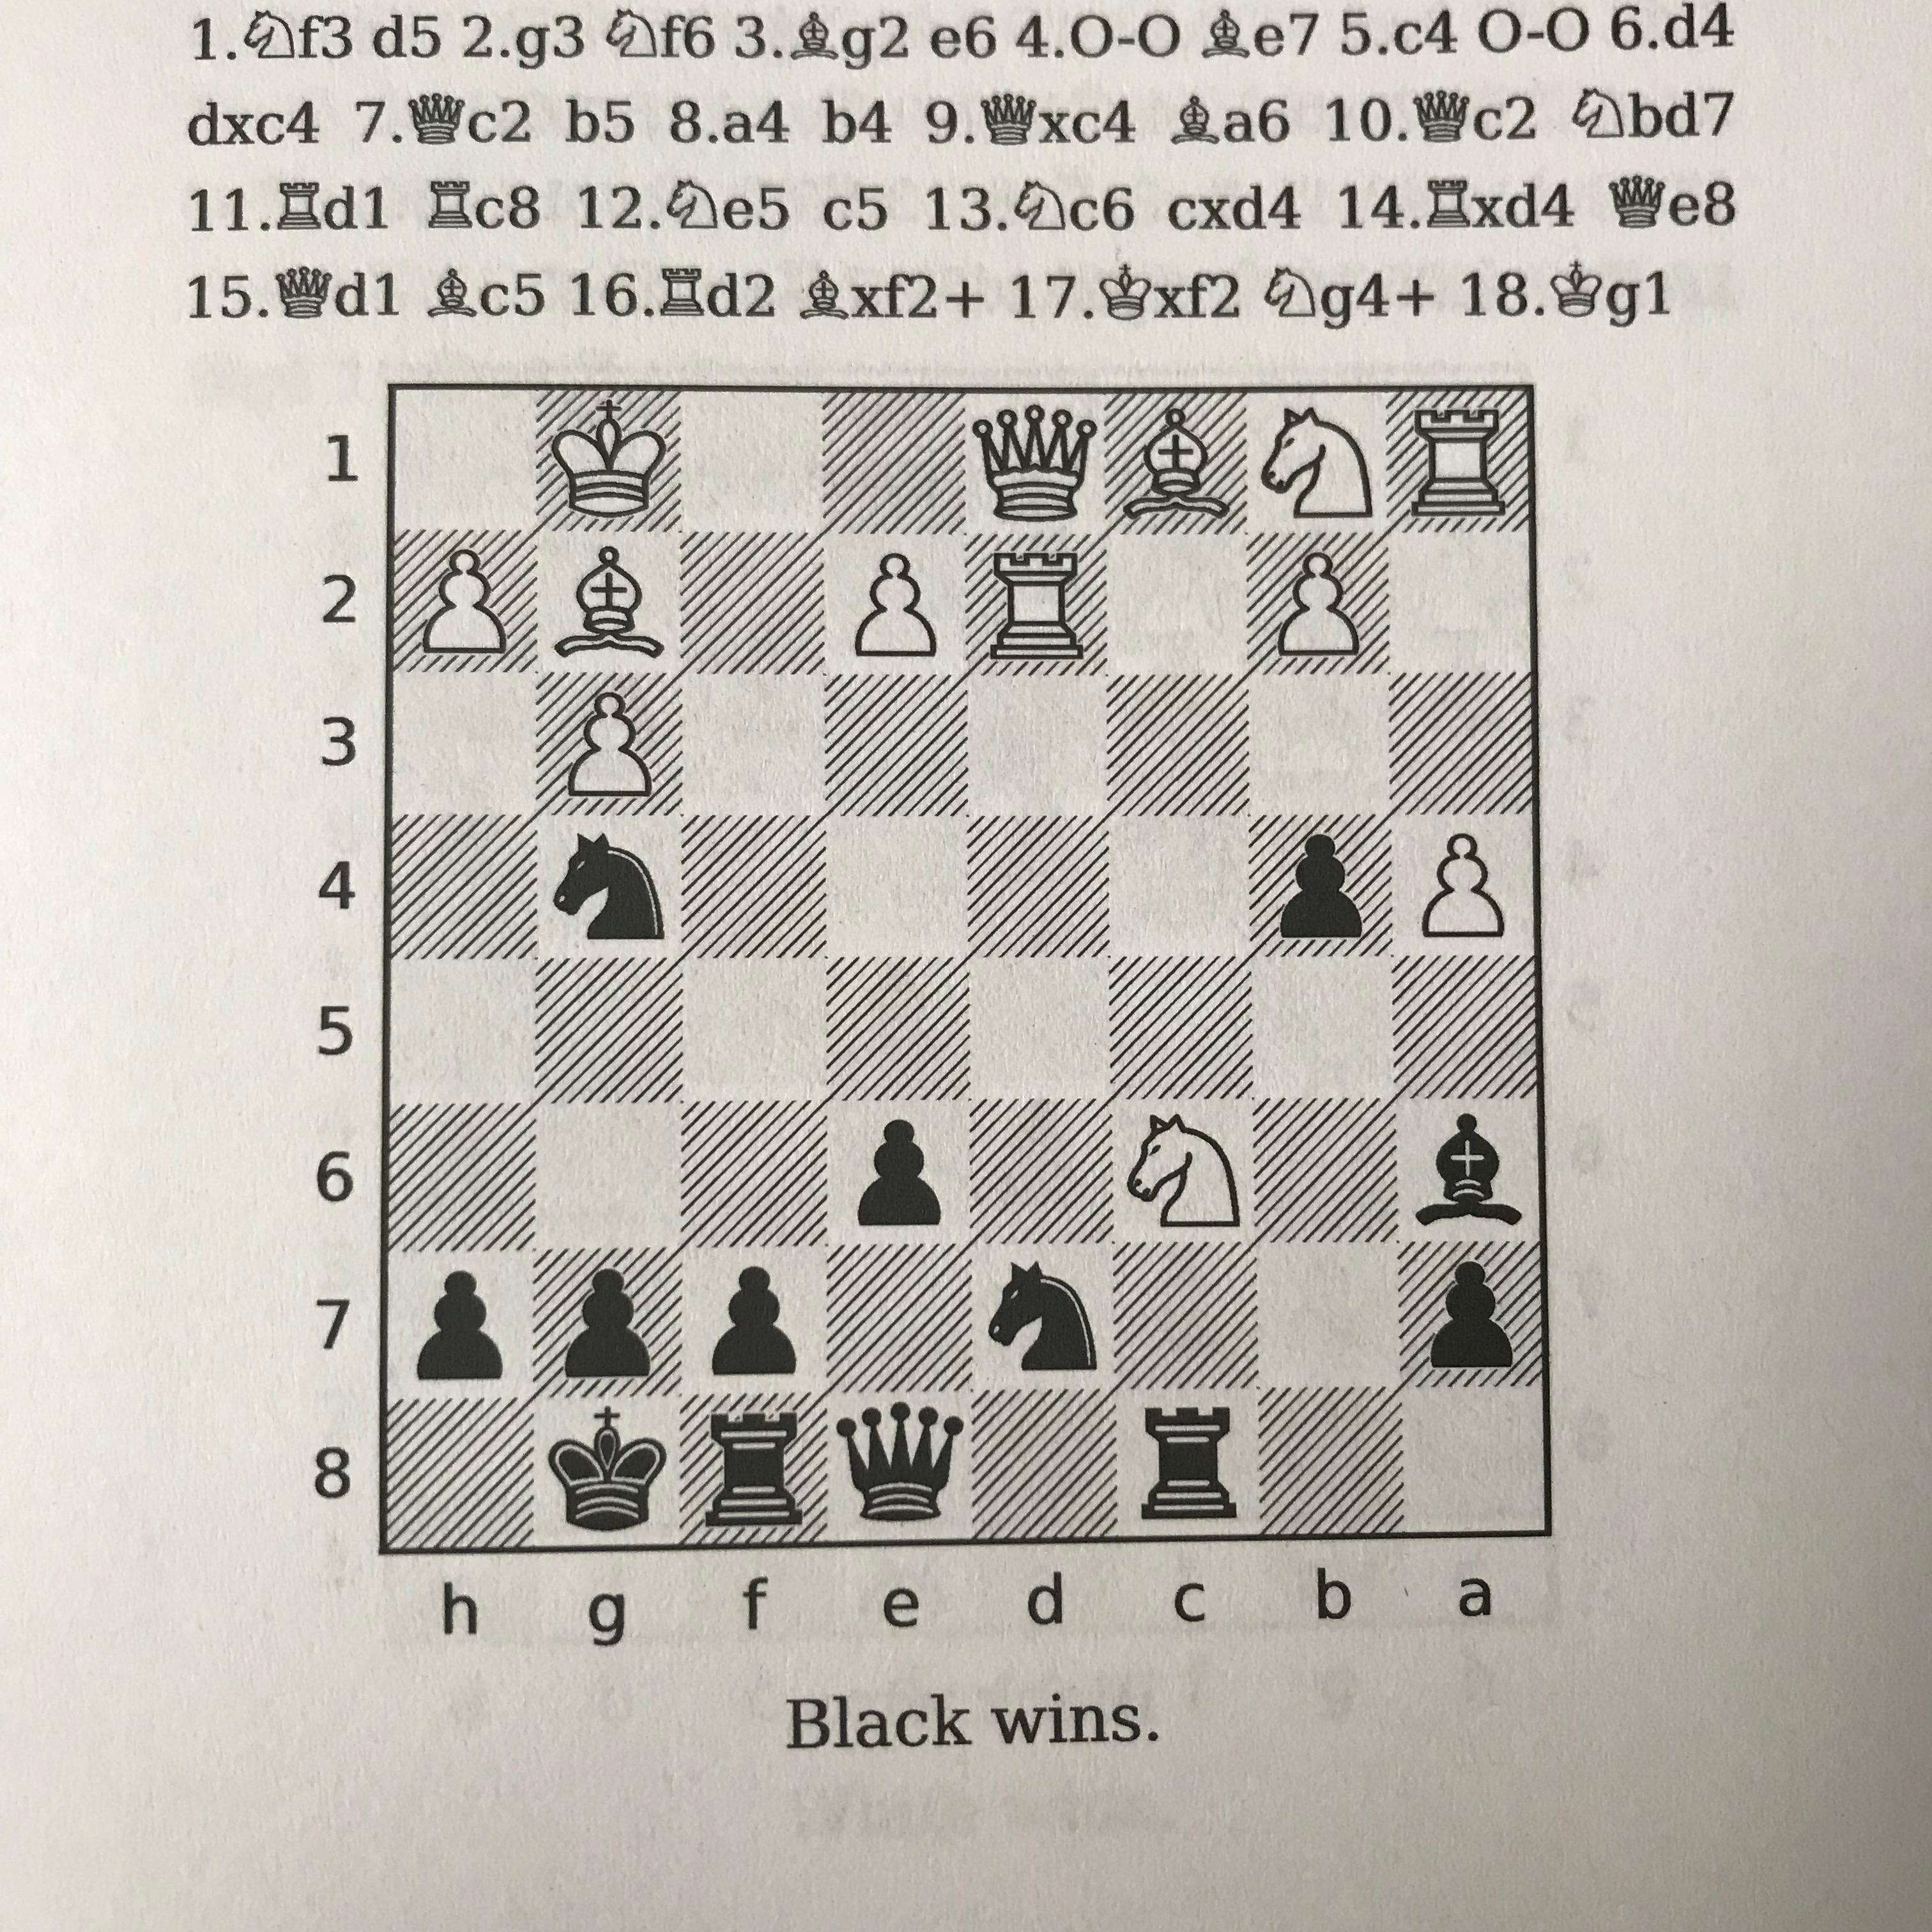 1.♘f3 d5 2.g3 ♘f6 3.♗g2 e6 4.O-O ♗e7 5.c4 O-O 6.d4
dxc4 7.♕c2 b5 8.a4 b4 9.♕xc4 ♗a6 10.♕c2 ♘bd7
11.♖d1 ♖c8 12.♘e5 c5 13.♘c6 cxd4 14.♖xd4 ♕e8
15.♕d1 ♗c5 16.♖d2 ♗xf2+ 17.♔xf2 ♘g4+ 18.♔g1
1
2
3
4
5
6
7
8
h g f e d c b a
Black wins.